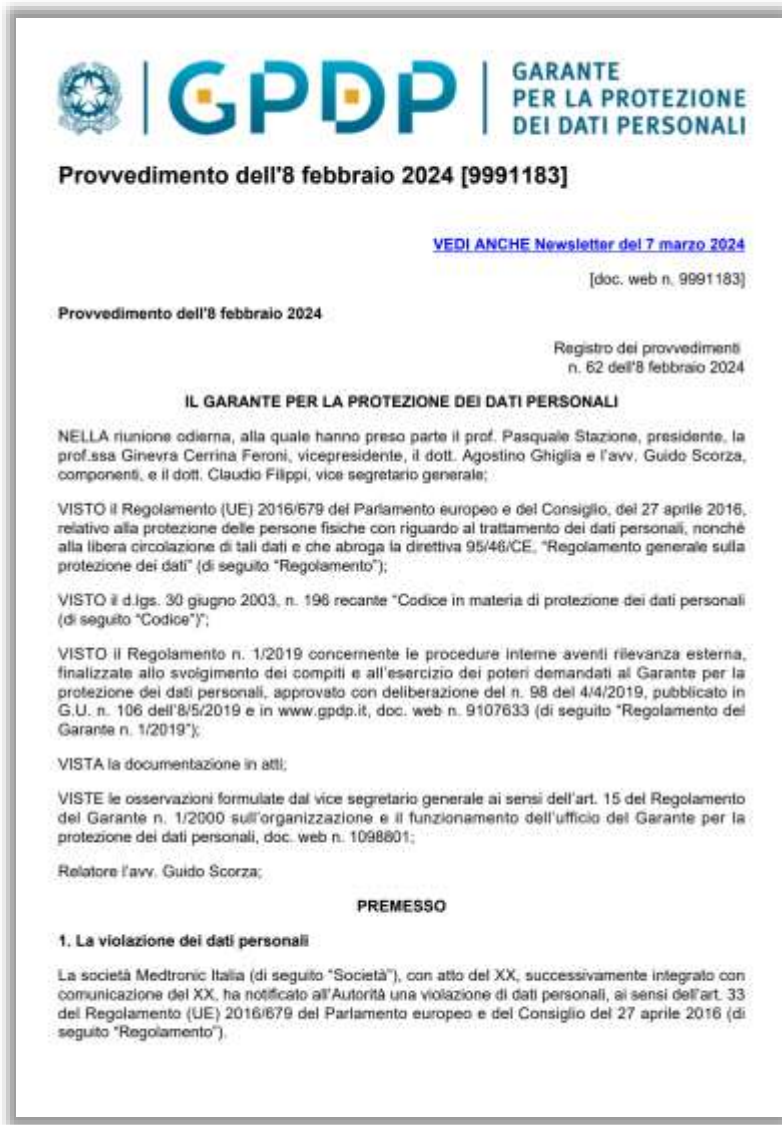 GPDP
GARANTE
PER LA PROTEZIONE
DEI DATI PERSONALI
Provvedimento dell'8 febbraio 2024 [9991183]
VEDI ANCHE Newsletter del 7 marzo 2024
[doc. web n. 9991183]
Provvedimento dell'8 febbraio 2024
Registro dei provvedimenti
n. 62 dell'8 febbraio 2024
IL GARANTE PER LA PROTEZIONE DEI DATI PERSONALI
NELLA riunione odierna, alla quale hanno preso parte il prof. Pasquale Stazione, presidente, la
prof.ssa Ginevra Cerrina Feroni, vicepresidente, il dott. Agostino Ghiglia e l'avv. Guido Scorza,
componenti, e il dott. Claudio Filippi, vice segretario generale;
VISTO il Regolamento (UE) 2016/679 del Parlamento europeo e del Consiglio, del 27 aprile 2016,
relativo alla protezione delle persone fisiche con riguardo al trattamento dei dati personali, nonché
alla libera circolazione di tali dati e che abroga la direttiva 95/46/CE, "Regolamento generale sulla
protezione dei dati" (di seguito "Regolamento");
VISTO il d.lgs. 30 giugno 2003, n. 196 recante "Codice in materia di protezione dei dati personali
(di seguito "Codice")";
VISTO il Regolamento n. 1/2019 concernente le procedure interne aventi rilevanza esterna,
finalizzate allo svolgimento dei compiti e all'esercizio dei poteri demandati al Garante per la
protezione dei dati personali, approvato con deliberazione del n. 98 del 4/4/2019, pubblicato in
G.U. n. 106 dell'8/5/2019 e in www.gpdp.it, doc. web n. 9107633 (di seguito "Regolamento del
Garante n. 1/2019");
VISTA la documentazione in atti;
VISTE le osservazioni formulate dal vice segretario generale ai sensi dell'art. 15 del Regolamento
del Garante n. 1/2000 sull'organizzazione e il funzionamento dell'ufficio del Garante per la
protezione dei dati personali, doc. web n. 1098801;
Relatore l'avv. Guido Scorza;
PREMESSO
1. La violazione dei dati personali
La società Medtronic Italia (di seguito "Società"), con atto del XX, successivamente integrato con
comunicazione del XX, ha notificato all'Autorità una violazione di dati personali, ai sensi dell'art. 33
del Regolamento (UE) 2016/679 del Parlamento europeo e del Consiglio del 27 aprile 2016 (di
seguito "Regolamento").